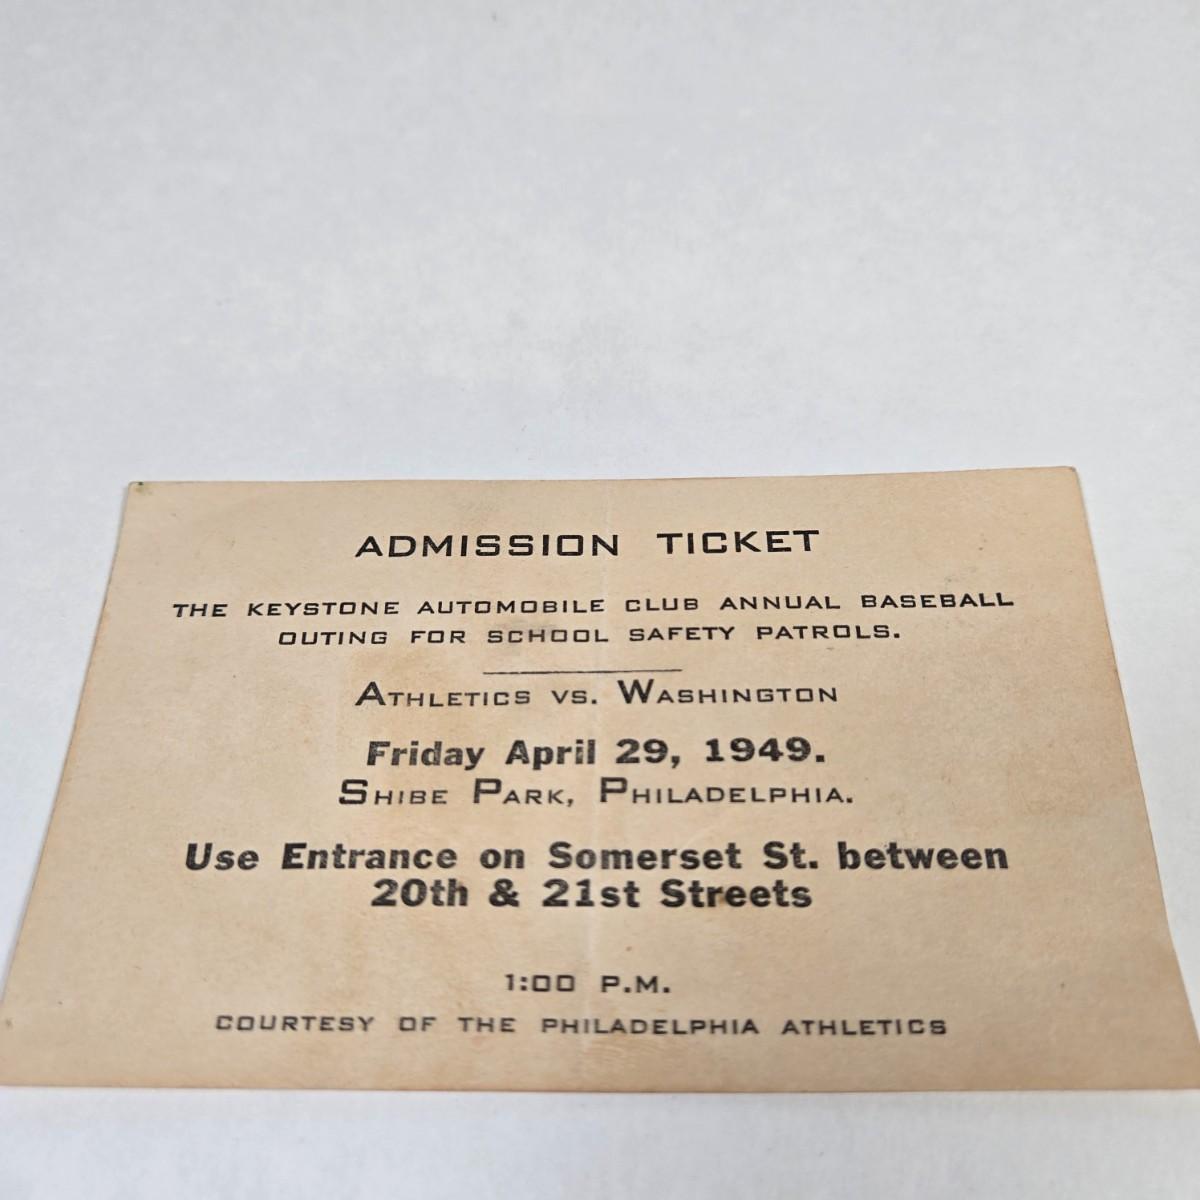 ADMISSION TICKET
THE KEYSTONE AUTOMOBILE CLUB ANNUAL BASEBALL
OUTING FOR SCHOOL SAFETY PATROLS.
ATHLETICS VS. WASHINGTON
Friday April 29, 1949.
SHIBE PARK, PHILADELPHIA.
Use Entrance on Somerset St. between
20th & 21st Streets
1:00 P.M.
COURTESY OF THE PHILADELPHIA ATHLETICS